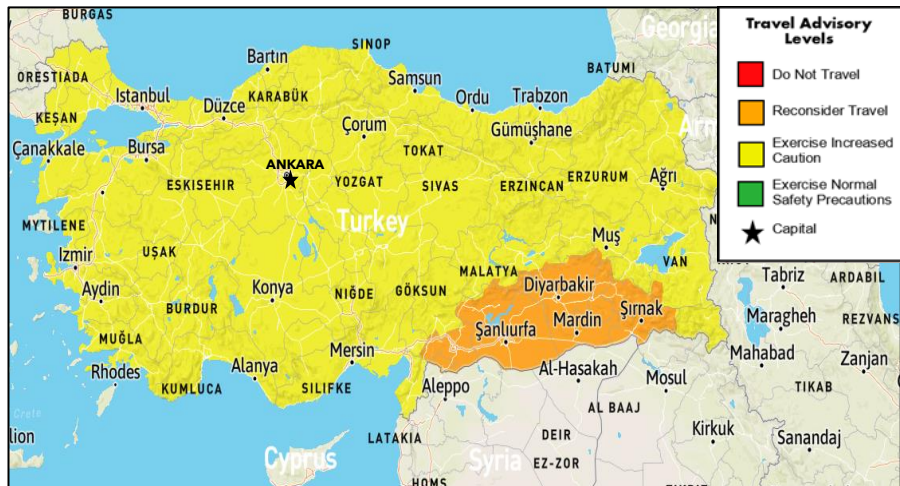 BURGAS
SINOP
Georgia
Bartın
BATUMI
ORESTIADA
Samsun
Istanbul
KARABÜK
Düzce
Ordu
Trabzon
KEŞAN
Çorum
Gümüşhane
Çanakkale
Bursa
TOKAT
ANKARA
ESKISEHIR
YOZGAT
SIVAS
ERZINCAN
ERZURUM
Ağrı
MYTILENE
Turkey
Izmir
UŞAK
Muş
VAN
MALATYA
Aydin
Konya
NIĞDE
GÖKSUN
Diyarbakir
BURDUR
Şırnak
Mardin
Şanlıurfa
MUĞLA
Mersin
Rhodes
Alanya
KUMLUCA
SILIFKE
Aleppo
Al-Hasakah
Mosul
Tabriz
ARDABIL
Maragheh
REZVANS
Mahabad
Zanjan
TIKAB
Crete
AL BAAJ
lion
LATAKIA
DEIR
EZ-ZOR
Kirkuk
Sanandaj
Cyprus
Syria
HOMS
Travel Advisory
Levels
Do Not Travel
Reconsider Travel
Exercise Increased
Caution
Exercise Normal
Safety Precautions
Capital